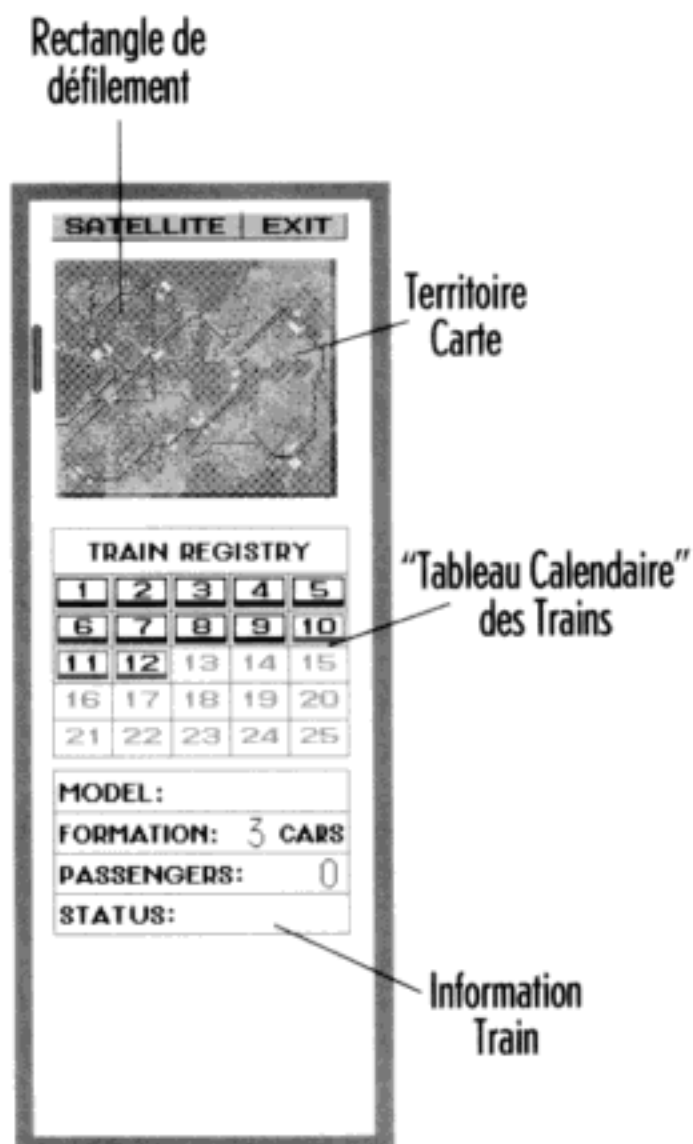 Rectangle de
défilement
SATELLITE EXIT
Territoire
Carte
TRAIN REGISTRY
1 2 3 4 5
6 7 8 9 10
11 12 13 14 15
16 17 18 19 20
21 22 23 24 25
"Tableau Calendaire"
des Trains
MODEL:
FORMATION: 3 CARS
PASSENGERS: 0
STATUS:
Information
Train